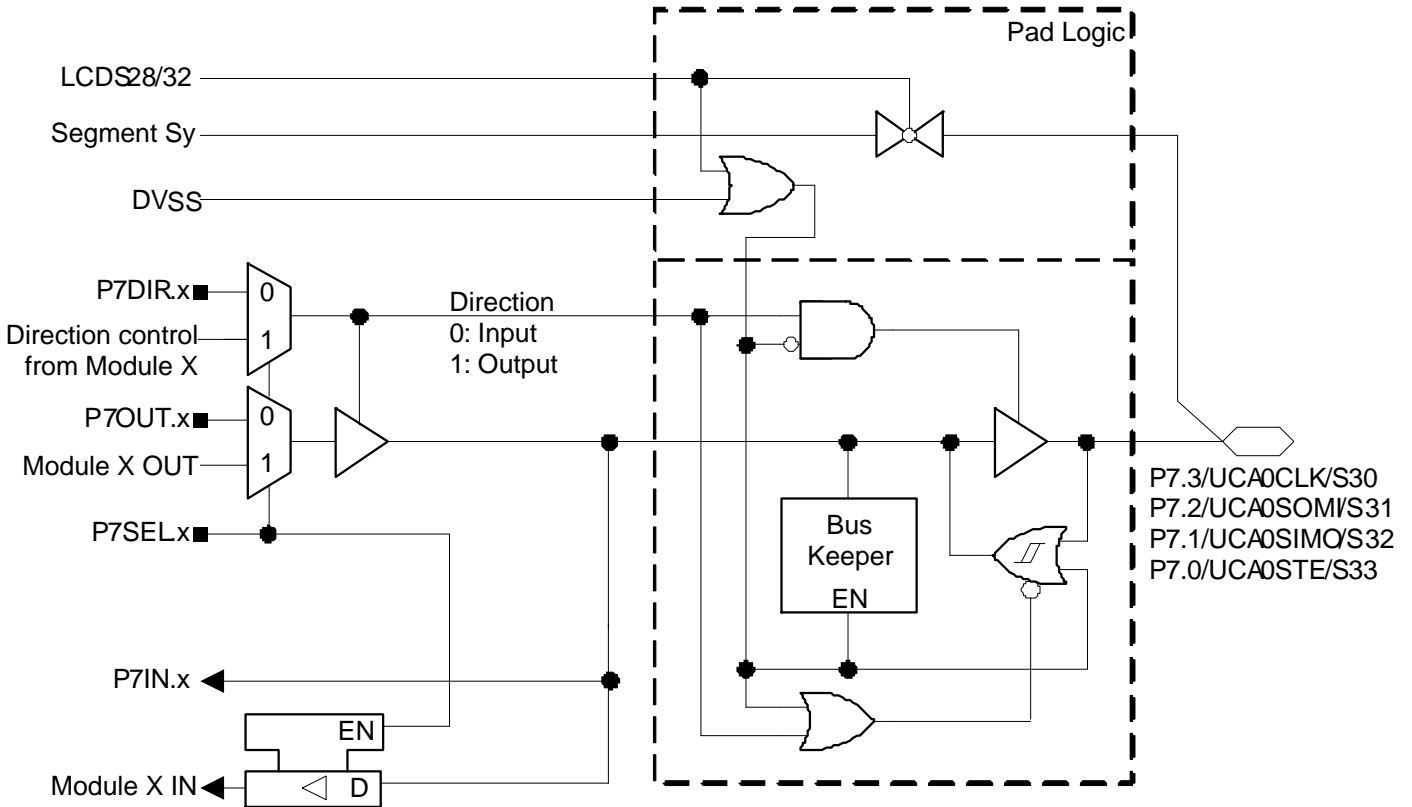 Pad Logic
LCDS28/32
Segment Sy
DVSS
P7DIR.x
0
Direction control
from Module X
1
Direction
0: Input
1: Output
P7OUT.x
0
Module X OUT
1
P7SEL.x
Bus
Keeper
EN
P7.3/UCA0CLK/S30
P7.2/UCA0SOMI/S31
P7.1/UCA0SIMO/S32
P7.0/UCA0STE/S33
P7IN.x
EN
Module X IN
D